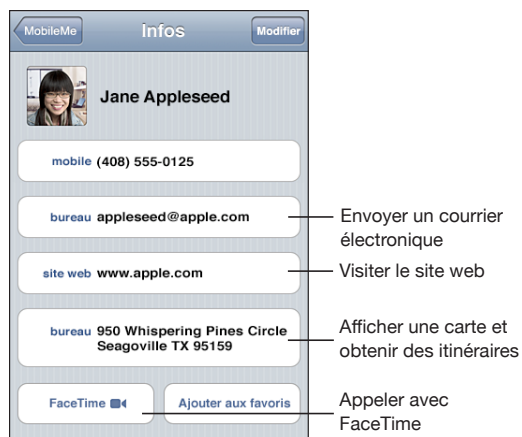 MobileMe Infos Modifier
Jane Appleseed
mobile (408) 555-0125
bureau appleseed@apple.com
Envoyer un courrier
électronique
site web www.apple.com
Visiter le site web
bureau 950 Whispering Pines Circle
Seagoville TX 95159
Afficher une carte et
obtenir des itinéraires
FaceTime Ajouter aux favoris
Appeler avec
FaceTime